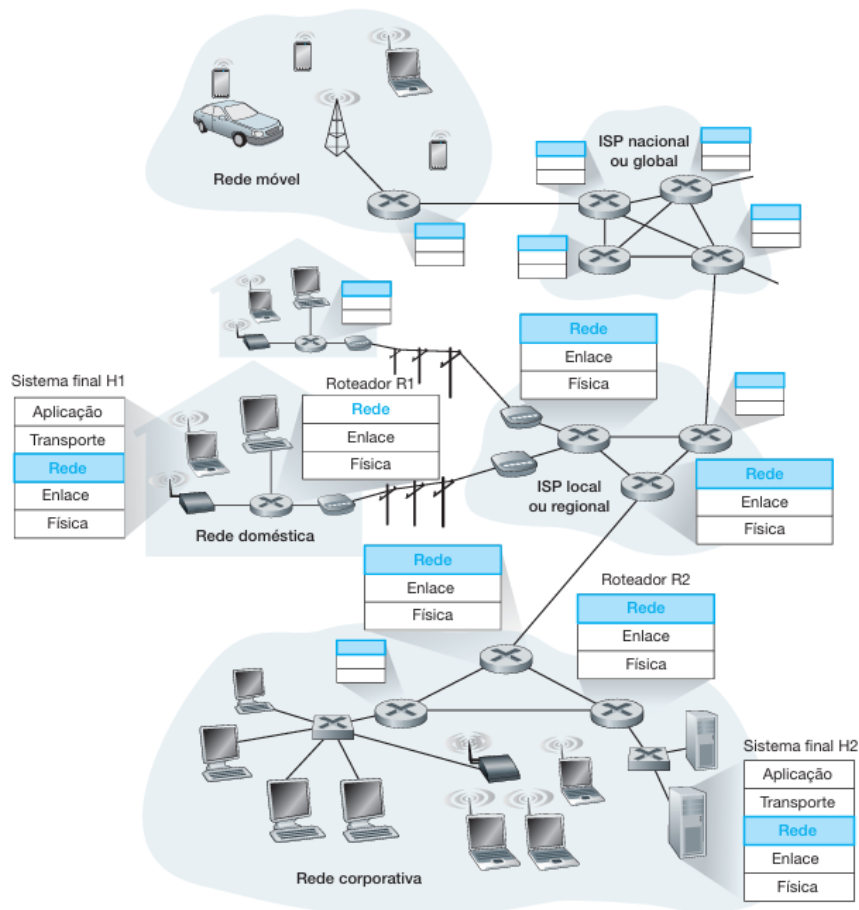 Rede móvel
ISP nacional
ou global
Sistema final H1
Aplicação
Transporte
Rede
Enlace
Física
Roteador R1
Rede
Enlace
Física
Rede
Enlace
Física
Rede doméstica
ISP local
ou regional
Rede
Enlace
Física
Rede
Enlace
Física
Roteador R2
Rede
Enlace
Física
Sistema final H2
Aplicação
Transporte
Rede
Enlace
Física
Rede corporativa